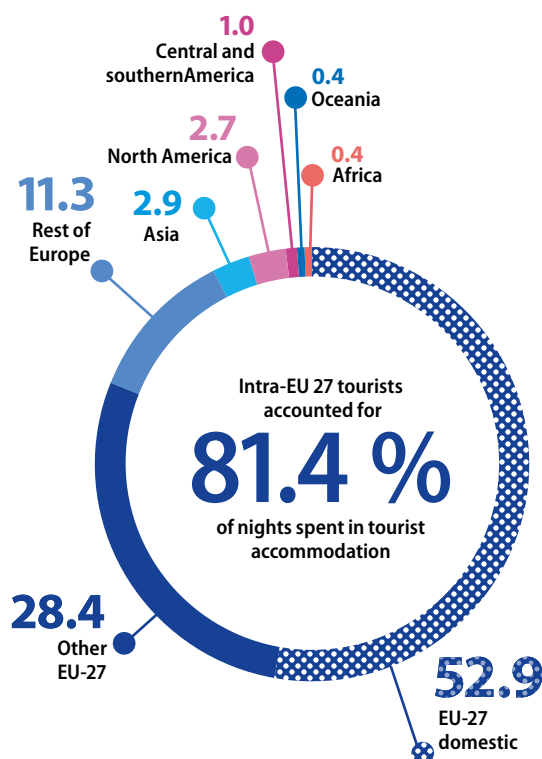 1.0
Central and
southernAmerica
0.4
Oceania
2.7
North America
0.4
Africa
11.3
Rest of
Europe
2.9
Asia
Intra-EU 27 tourists
accounted for
81.4 %
of nights spent in tourist
accommodation
28.4
Other
EU-27
52.9
EU-27
domestic